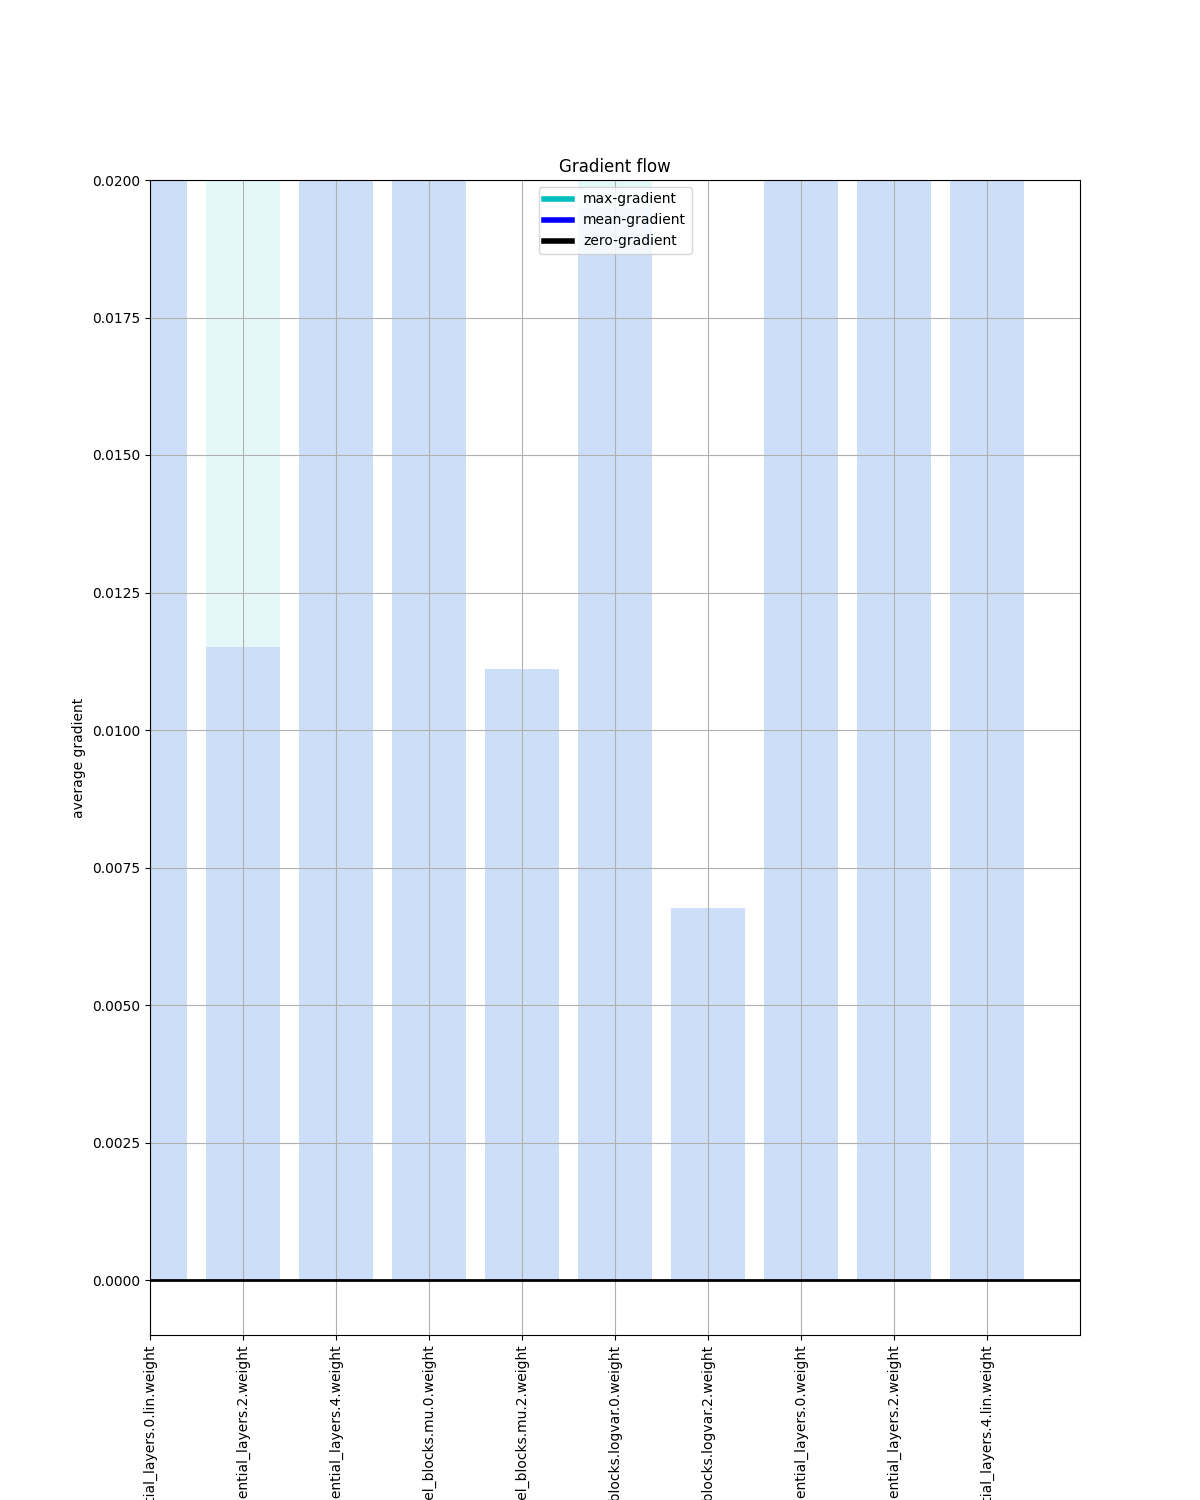 Gradient flow
max-gradient
mean-gradient
zero-gradient
0.0200
0.0175
0.0150
0.0125
0.0100
0.0075
0.0050
0.0025
0.0000
average gradient
tial_layers.0.lin.weight
ential_layers.2.weight
ential_layers.4.weight
el_blocks.mu.0.weight
el_blocks.mu.2.weight
blocks.logvar.0.weight
blocks.logvar.2.weight
ential_layers.0.weight
ential_layers.2.weight
tial_layers.4.lin.weight